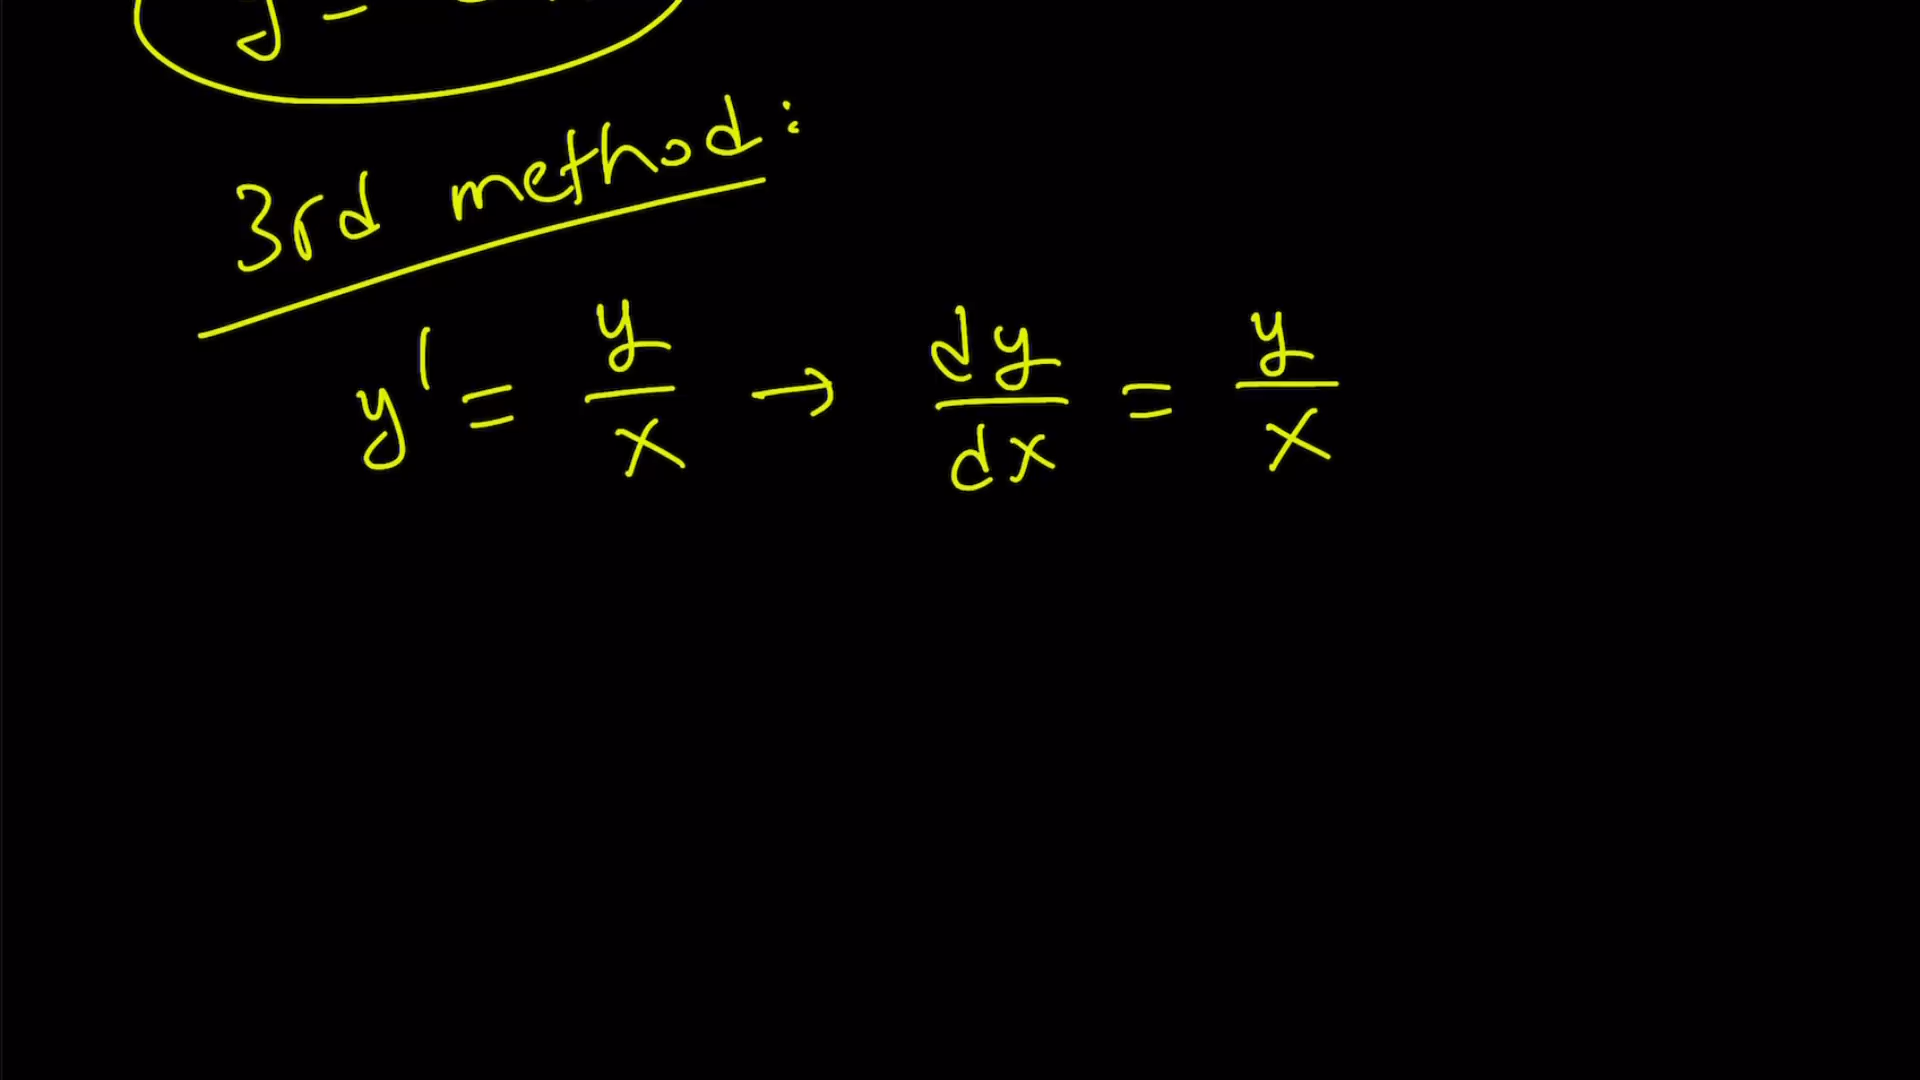 y =
3rd method:
y' = y/x → dy/dx = y/x